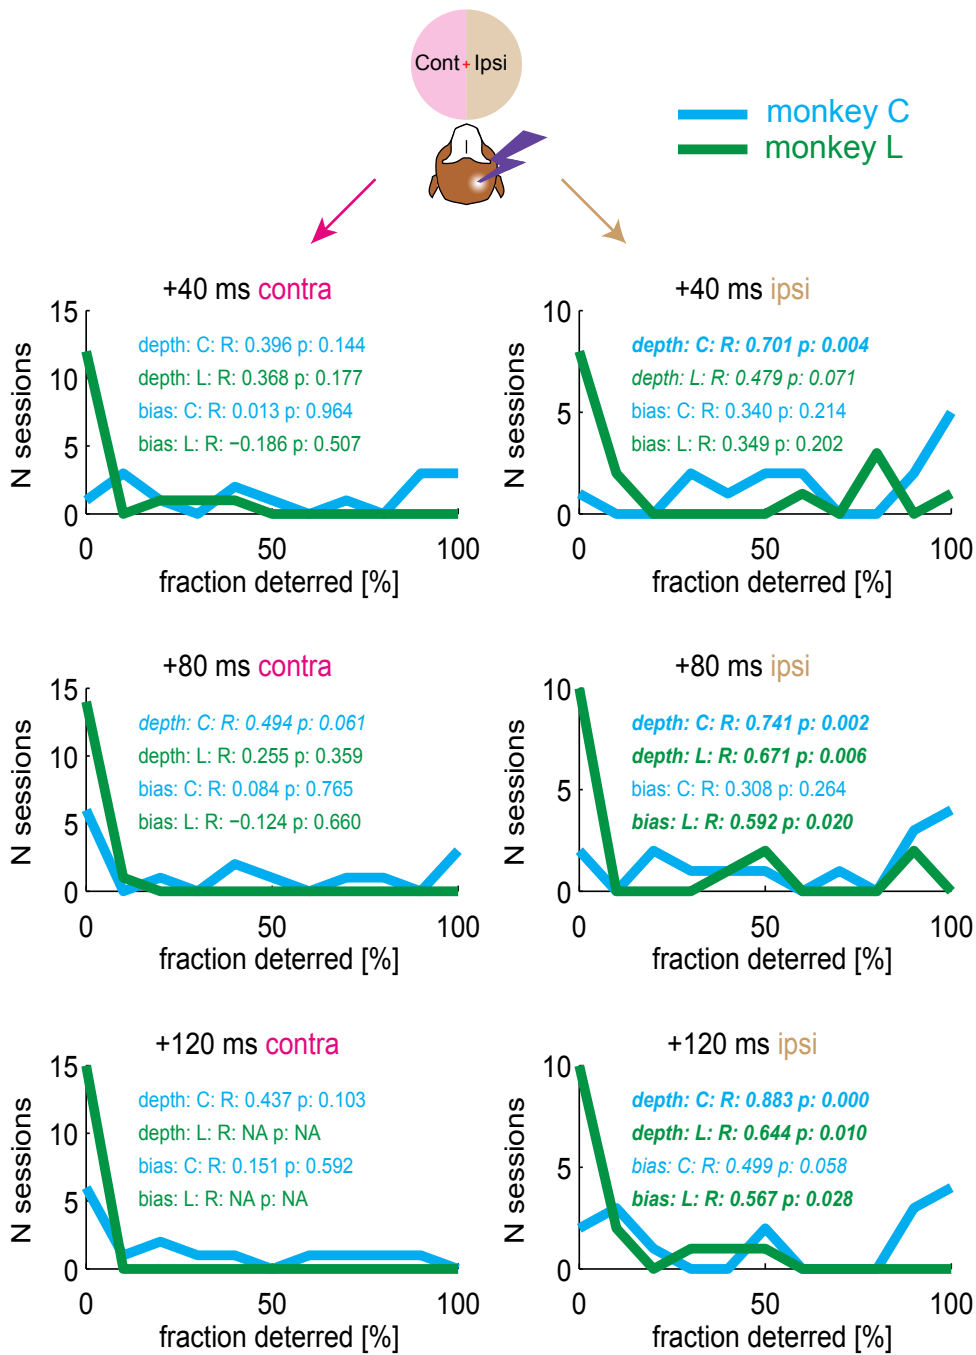 Cont + Ipsi
monkey C
monkey L
+40 ms contra
15
10
5
0
N sessions
depth: C: R: 0.396 p: 0.144
depth: L: R: 0.368 p: 0.177
bias: C: R: 0.013 p: 0.964
bias: L: R: −0.186 p: 0.507
0 50 100
fraction deterred [%]
+40 ms ipsi
10
5
0
N sessions
depth: C: R: 0.701 p: 0.004
depth: L: R: 0.479 p: 0.071
bias: C: R: 0.340 p: 0.214
bias: L: R: 0.349 p: 0.202
0 50 100
fraction deterred [%]
+80 ms contra
15
10
5
0
N sessions
depth: C: R: 0.494 p: 0.061
depth: L: R: 0.255 p: 0.359
bias: C: R: 0.084 p: 0.765
bias: L: R: −0.124 p: 0.660
0 50 100
fraction deterred [%]
+80 ms ipsi
10
5
0
N sessions
depth: C: R: 0.741 p: 0.002
depth: L: R: 0.671 p: 0.006
bias: C: R: 0.308 p: 0.264
bias: L: R: 0.592 p: 0.020
0 50 100
fraction deterred [%]
+120 ms contra
15
10
5
0
N sessions
depth: C: R: 0.437 p: 0.103
depth: L: R: NA p: NA
bias: C: R: 0.151 p: 0.592
bias: L: R: NA p: NA
0 50 100
fraction deterred [%]
+120 ms ipsi
10
5
0
N sessions
depth: C: R: 0.883 p: 0.000
depth: L: R: 0.644 p: 0.010
bias: C: R: 0.499 p: 0.058
bias: L: R: 0.567 p: 0.028
0 50 100
fraction deterred [%]